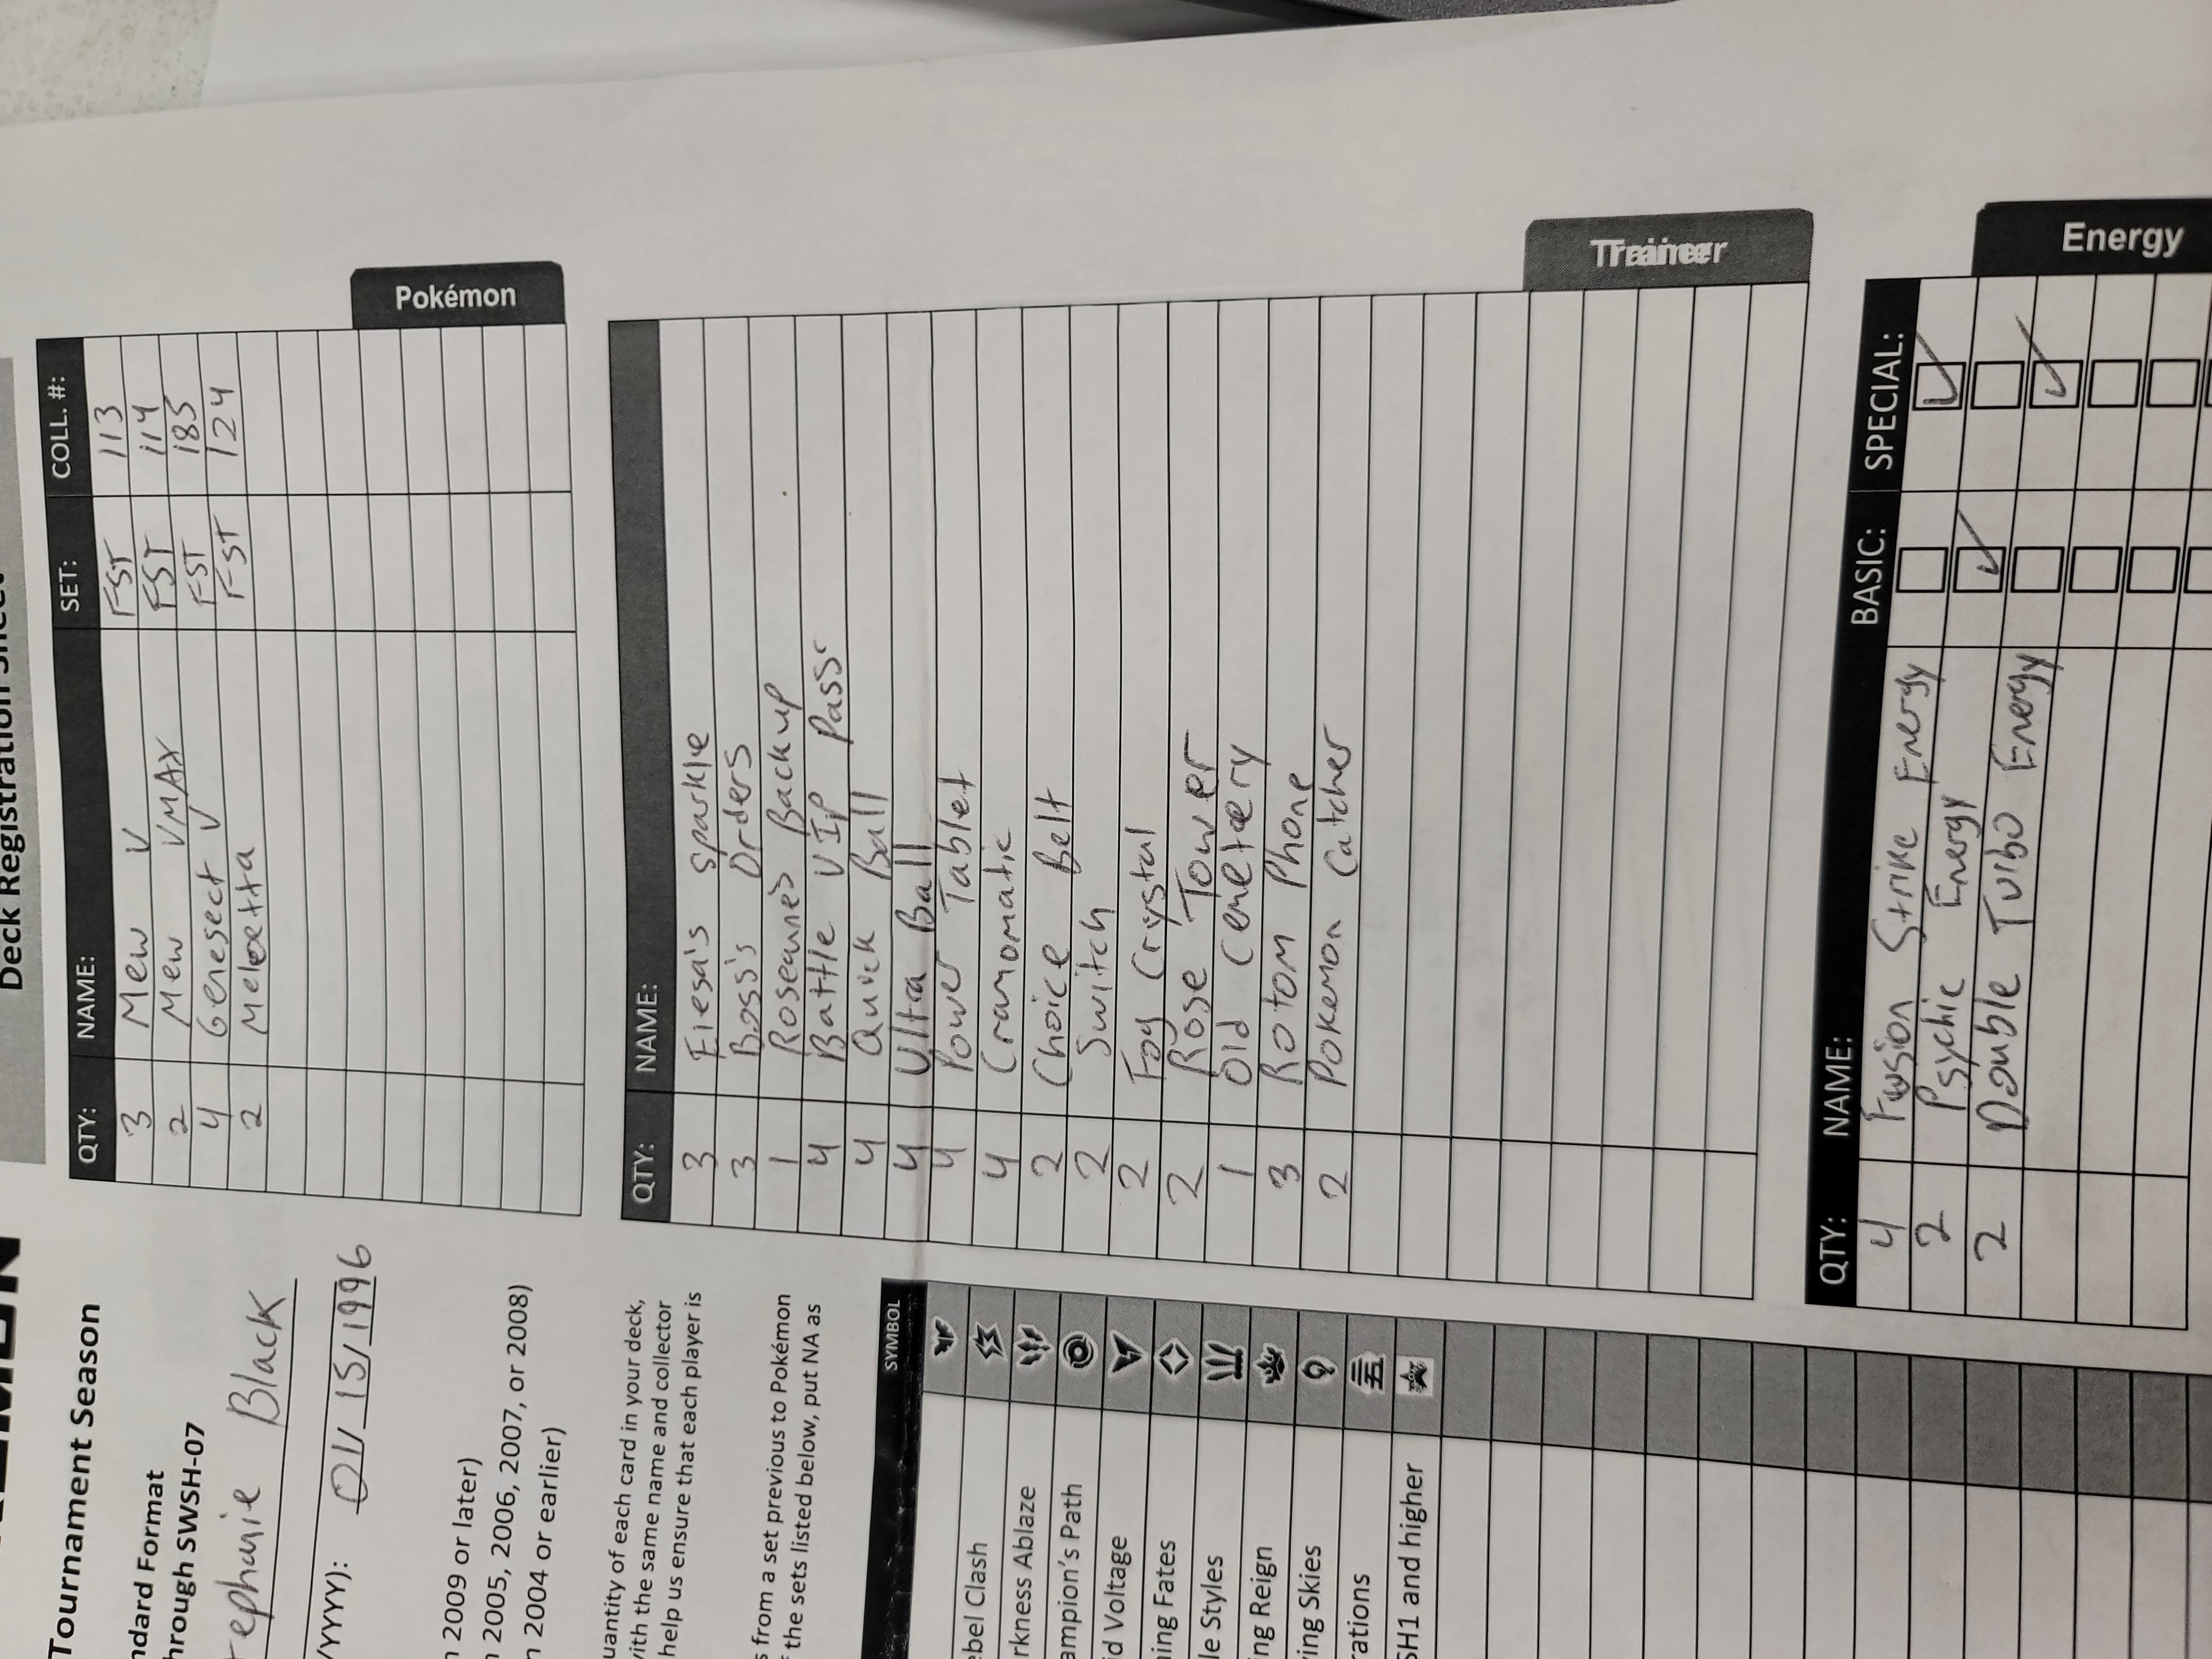 Deck Registration Sheet
Tournament Season
ndard Format
hrough SWSH-07
tephanie Black
/YYYY): 01/15/1996
n 2009 or later)
n 2005, 2006, 2007, or 2008)
n 2004 or earlier)
uantity of each card in your deck,
with the same name and collector
help us ensure that each player is
s from a set previous to Pokémon
f the sets listed below, put NA as
SYMBOL
ebel Clash
rkness Ablaze
ampion's Path
id Voltage
ning Fates
le Styles
ing Reign
ving Skies
rations
SH1 and higher
QTY: NAME: SET: COLL. #:
3 Mew V FST 113
2 Mew VMAX FST 114
4 Genesect V FST 185
2 Meloetta FST 124
Pokémon
QTY: NAME:
3 Elesa's Sparkle
3 Boss's Orders
1 Roseanne's Backup
4 Battle VIP Pass
4 Quick Ball
4 Ultra Ball
4 Power Tablet
4 Cramomatic
2 Choice Belt
2 Switch
2 Fog Crystal
2 Rose Tower
1 Old Cemetery
3 Rotom Phone
2 Pokemon Catcher
Trainer
QTY: NAME: BASIC: SPECIAL:
4 Fusion Strike Energy
2 Psychic Energy
2 Double Turbo Energy
Energy